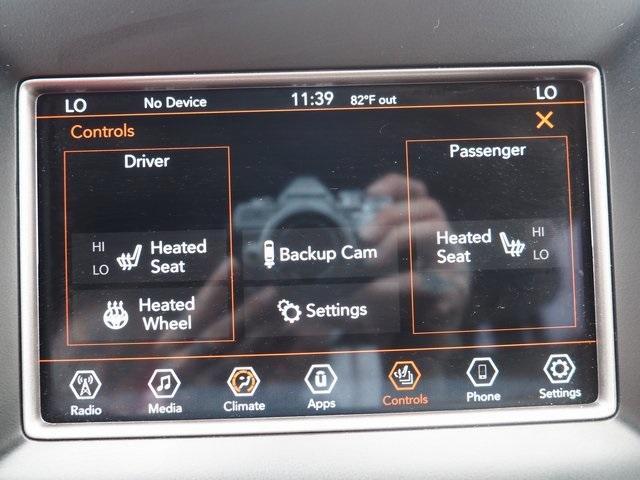 LO No Device 11:39 82°F out LO
Controls
Driver
Passenger
HI
LO
Heated
Seat
Backup Cam
Heated
Seat
HI
LO
Heated
Wheel
Settings
Radio Media Climate Apps Controls Phone Settings